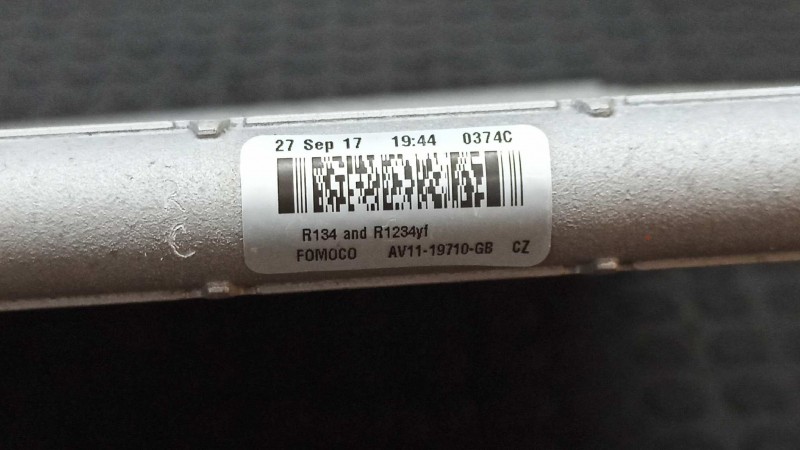 27 Sep 17 19:44 0374C
R134 and R1234yf
FOMOCO AV11-19710-GB CZ
C